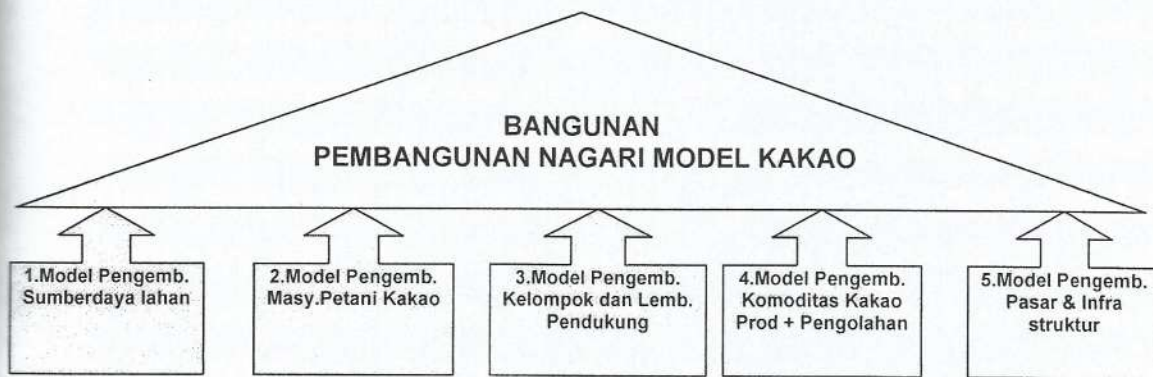 BANGUNAN
PEMBANGUNAN NAGARI MODEL KAKAO
1.Model Pengemb.
Sumberdaya lahan
2.Model Pengemb.
Masy.Petani Kakao
3.Model Pengemb.
Kelompok dan Lemb.
Pendukung
4.Model Pengemb.
Komoditas Kakao
Prod + Pengolahan
5.Model Pengemb.
Pasar & Infra
struktur